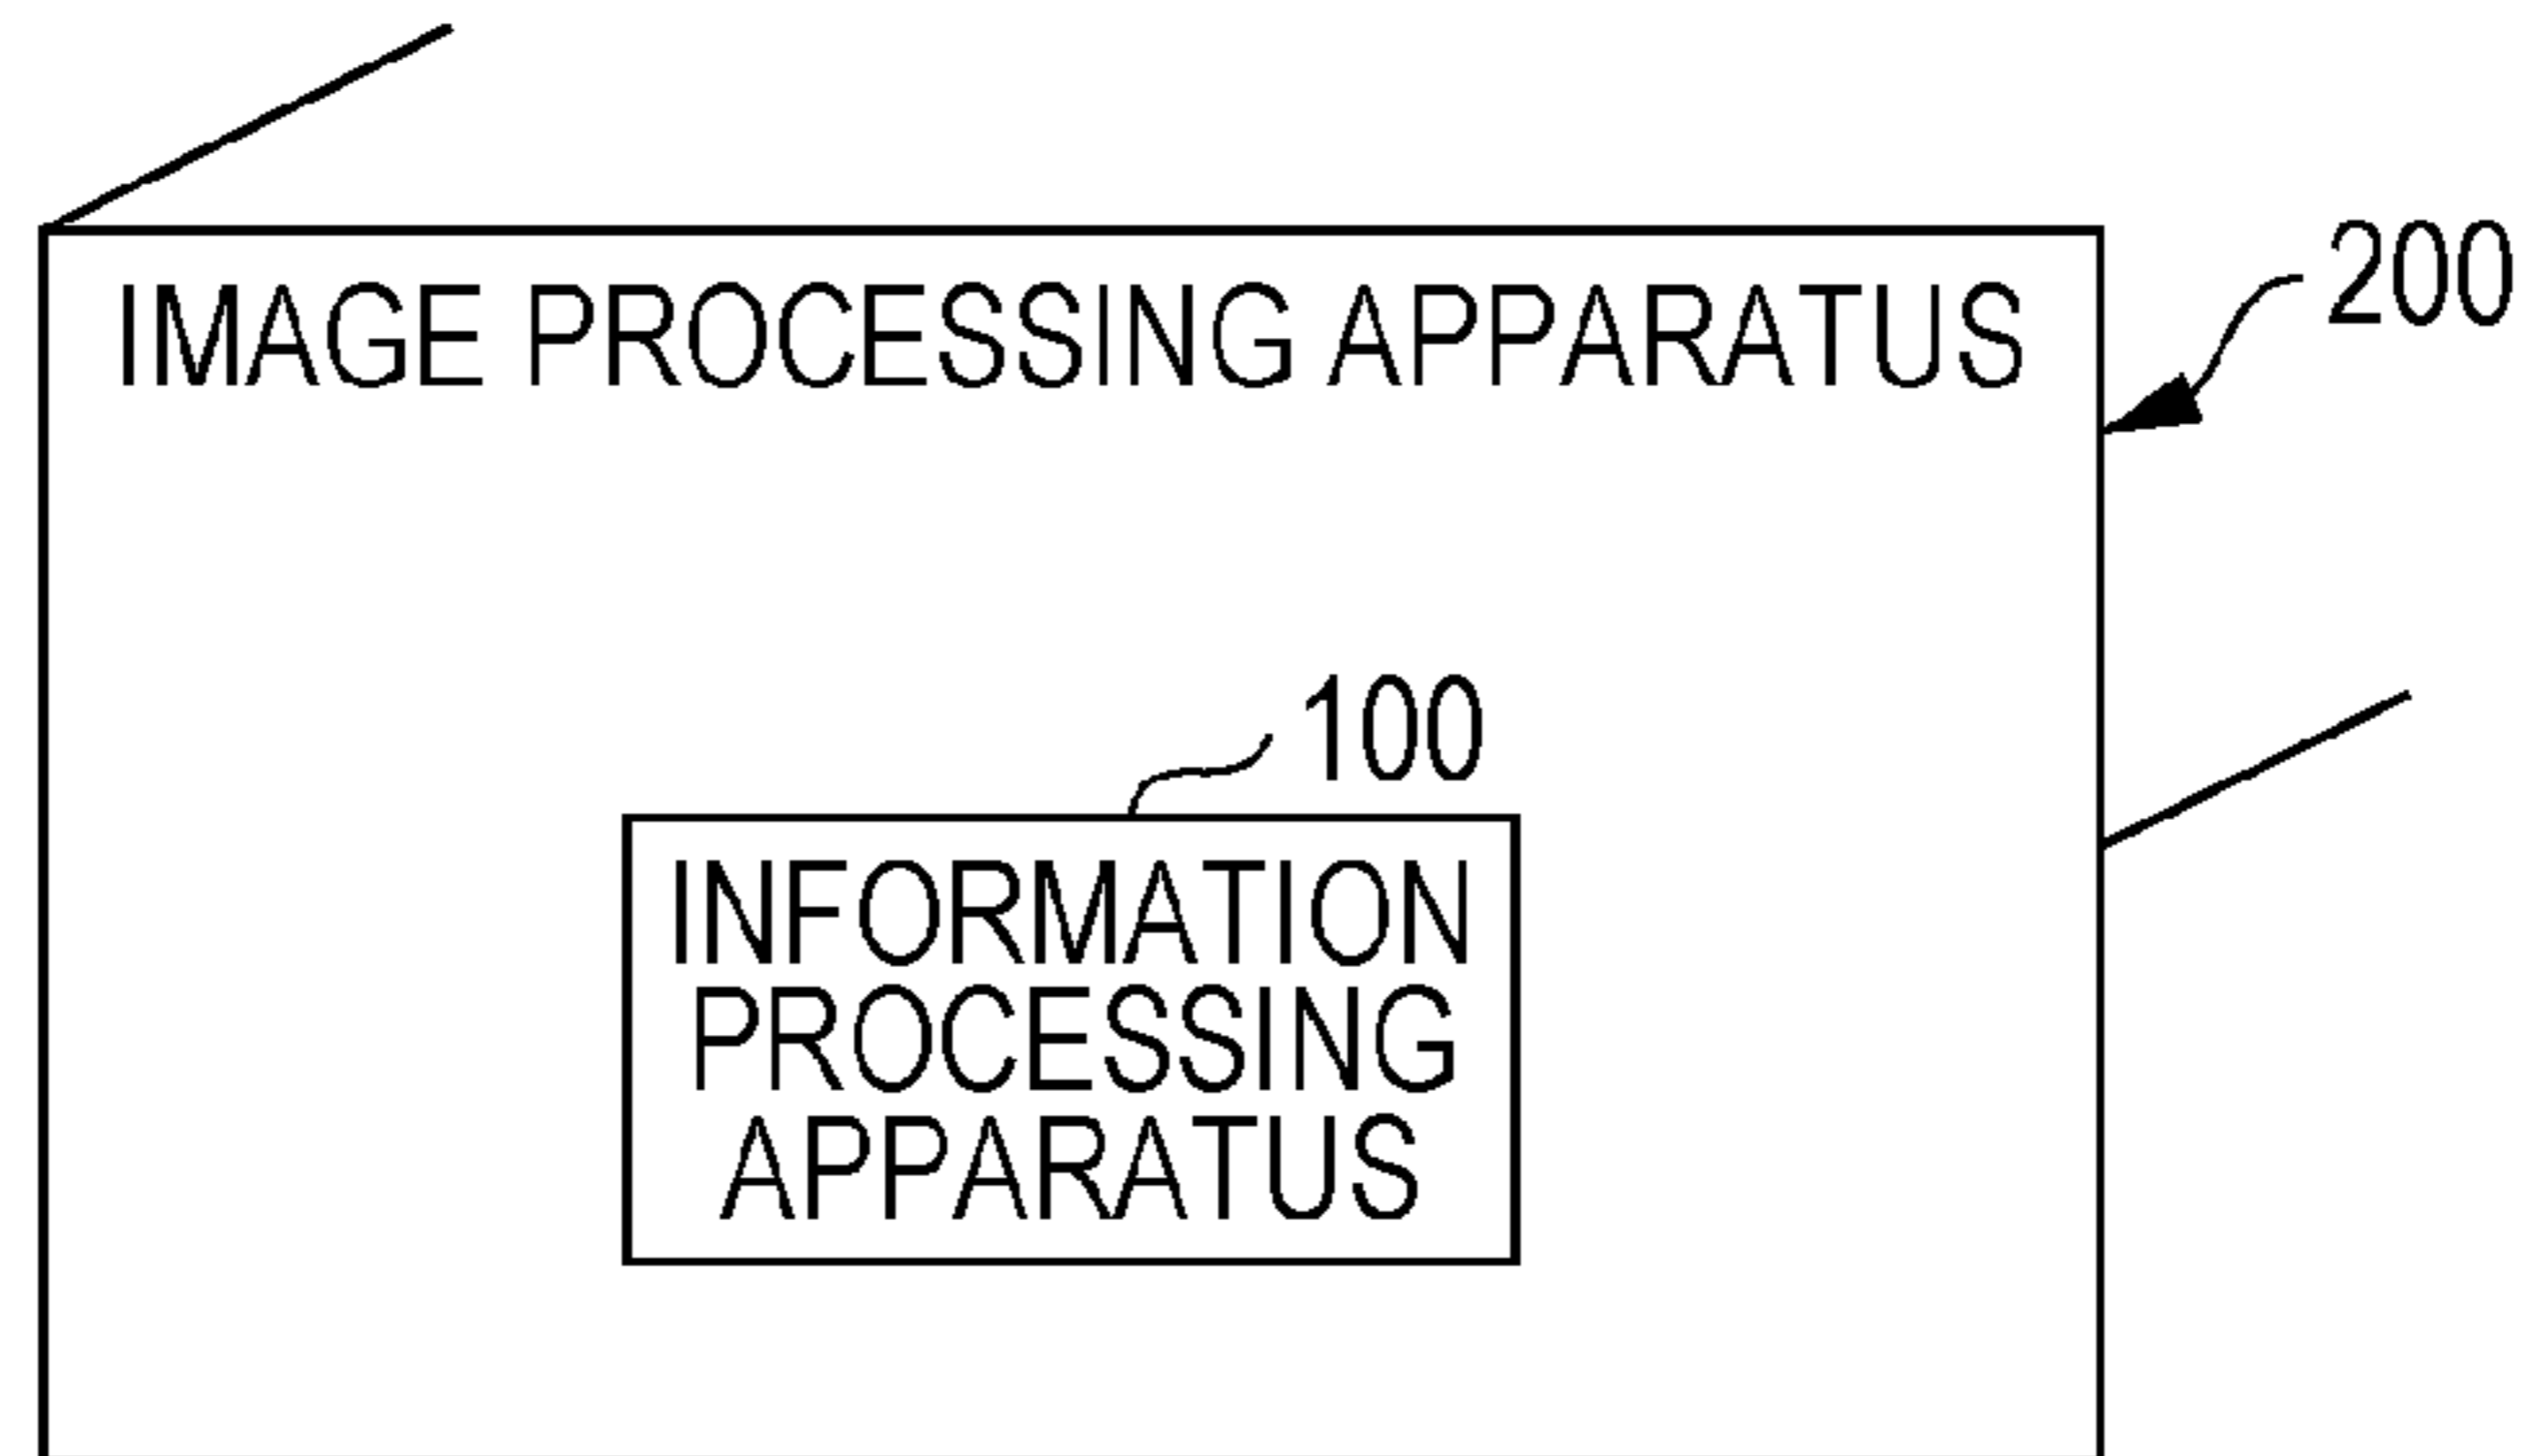 IMAGE PROCESSING APPARATUS
200
100
INFORMATION
PROCESSING
APPARATUS